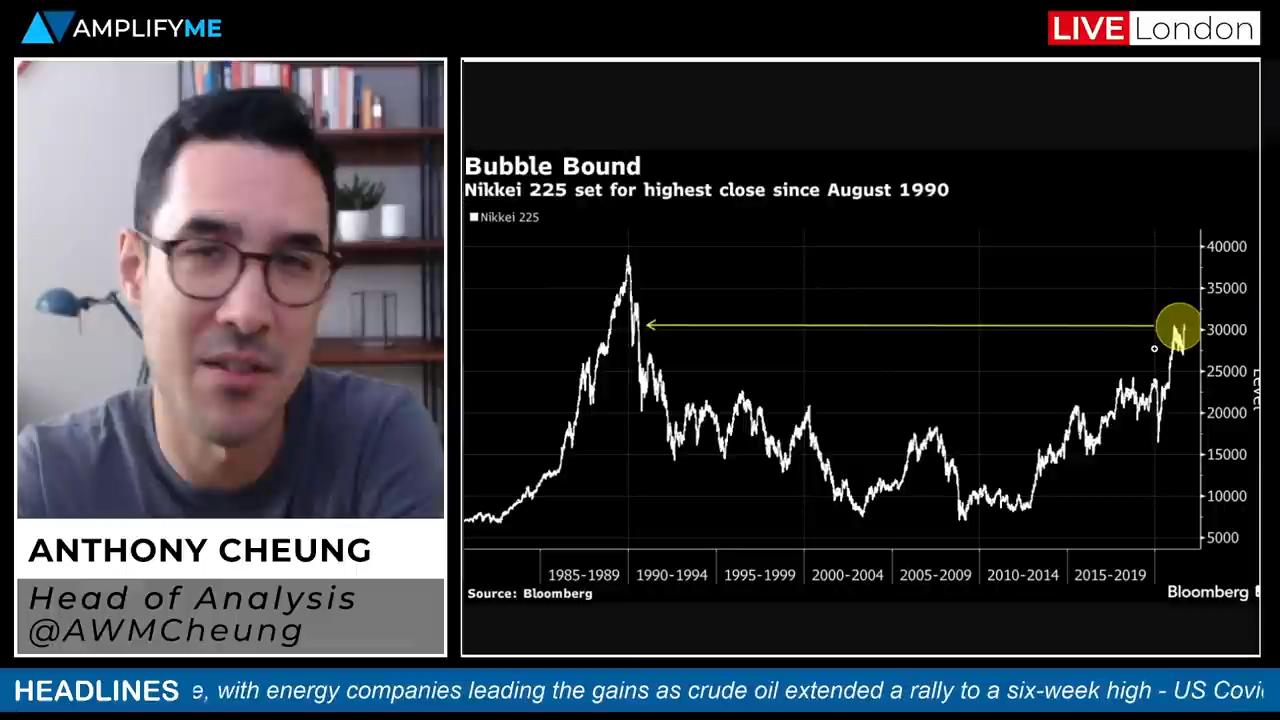 AMPLIFYME
LIVE London
Bubble Bound
Nikkei 225 set for highest close since August 1990
Nikkei 225
40000
35000
30000
25000
20000
15000
10000
5000
Level
1985-1989 1990-1994 1995-1999 2000-2004 2005-2009 2010-2014 2015-2019
Source: Bloomberg
Bloomberg
ANTHONY CHEUNG
Head of Analysis
@AWMCheung
HEADLINES e, with energy companies leading the gains as crude oil extended a rally to a six-week high - US Covi